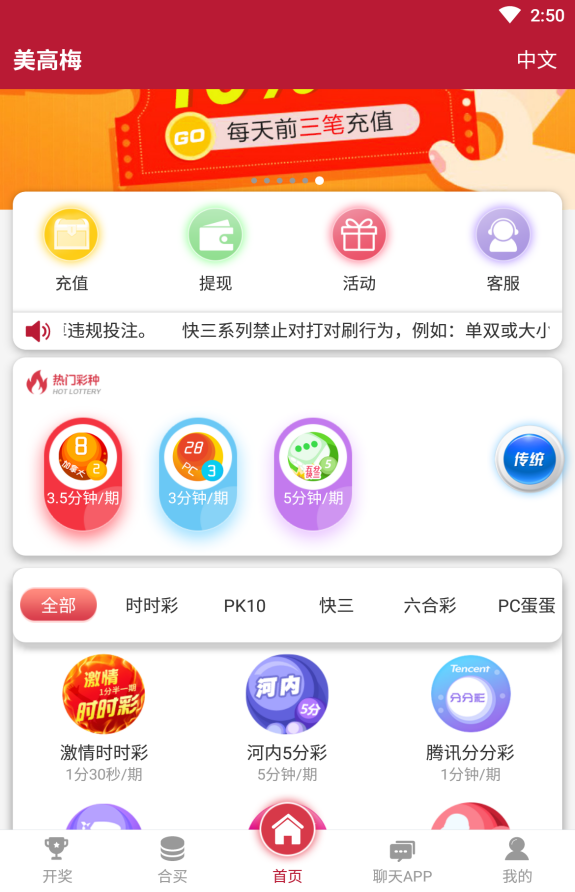 2:50
美高梅
中文
GO 每天前三笔充值
充值 提现 活动 客服
违规投注。 快三系列禁止对打对刷行为，例如：单双或大小
热门彩种
HOT LOTTERY
8 加拿大 2
28 PC 3
5
3.5分钟/期 3分钟/期 5分钟/期
传统
全部 时时彩 PK10 快三 六合彩 PC蛋蛋
激情 1分半一期 时时彩
河内 5分
Tencent 分分彩
激情时时彩 河内5分彩 腾讯分分彩
1分30秒/期 5分钟/期 1分钟/期
开奖 合买 首页 聊天APP 我的